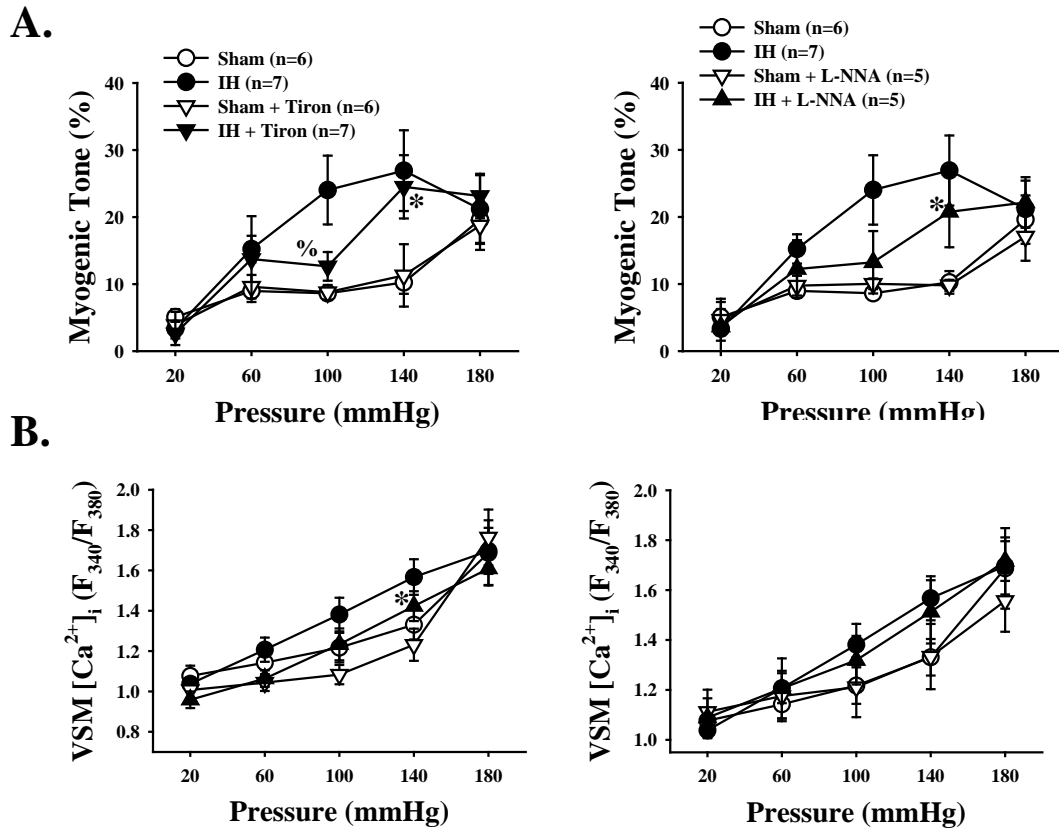 A.
Sham (n=6)
IH (n=7)
Sham + Tiron (n=6)
IH + Tiron (n=7)
Myogenic Tone (%)
40
30
20
10
0
%
*
20 60 100 140 180
Pressure (mmHg)
Sham (n=6)
IH (n=7)
Sham + L-NNA (n=5)
IH + L-NNA (n=5)
Myogenic Tone (%)
40
30
20
10
0
*
20 60 100 140 180
Pressure (mmHg)
B.
VSM [Ca2+]i (F340/F380)
2.0
1.8
1.6
1.4
1.2
1.0
0.8
*
20 60 100 140 180
Pressure (mmHg)
VSM [Ca2+]i (F340/F380)
2.0
1.8
1.6
1.4
1.2
1.0
20 60 100 140 180
Pressure (mmHg)